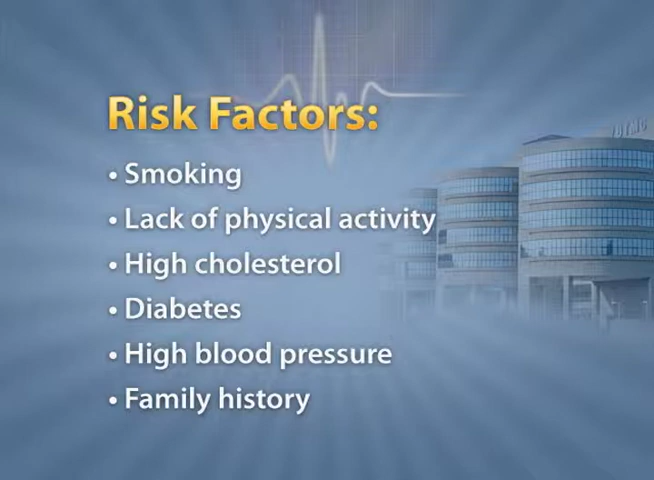 Risk Factors:
• Smoking
• Lack of physical activity
• High cholesterol
• Diabetes
• High blood pressure
• Family history